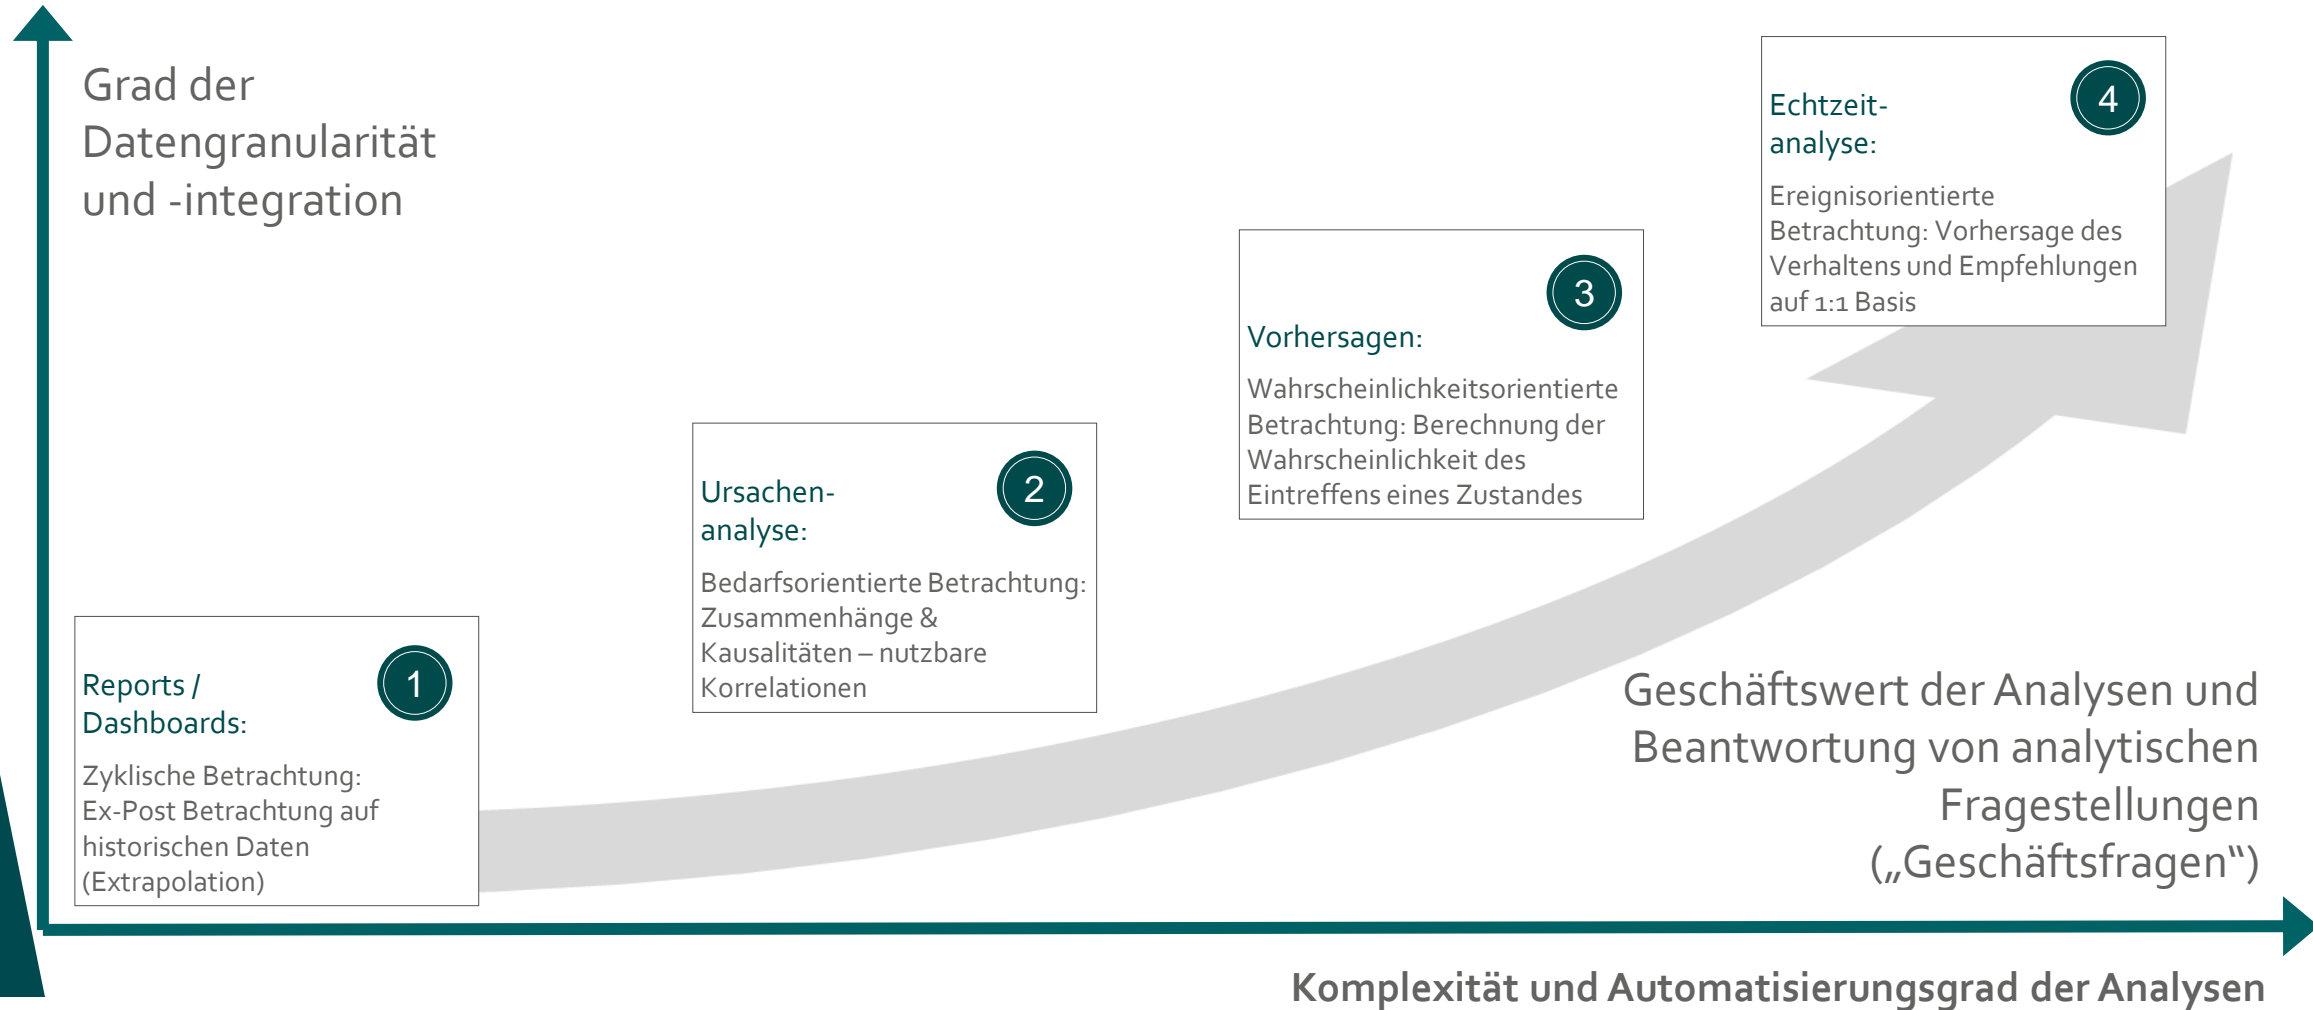 Grad der
Datengranularität
und -integration
Reports /
Dashboards:
1
Zyklische Betrachtung:
Ex-Post Betrachtung auf
historischen Daten
(Extrapolation)
Ursachen-
analyse:
2
Bedarfsorientierte Betrachtung:
Zusammenhänge &
Kausalitäten – nutzbare
Korrelationen
Vorhersagen:
3
Wahrscheinlichkeitsorientierte
Betrachtung: Berechnung der
Wahrscheinlichkeit des
Eintreffens eines Zustandes
Echtzeit-
analyse:
4
Ereignisorientierte
Betrachtung: Vorhersage des
Verhaltens und Empfehlungen
auf 1:1 Basis
Geschäftswert der Analysen und
Beantwortung von analytischen
Fragestellungen
(„Geschäftsfragen“)
Komplexität und Automatisierungsgrad der Analysen